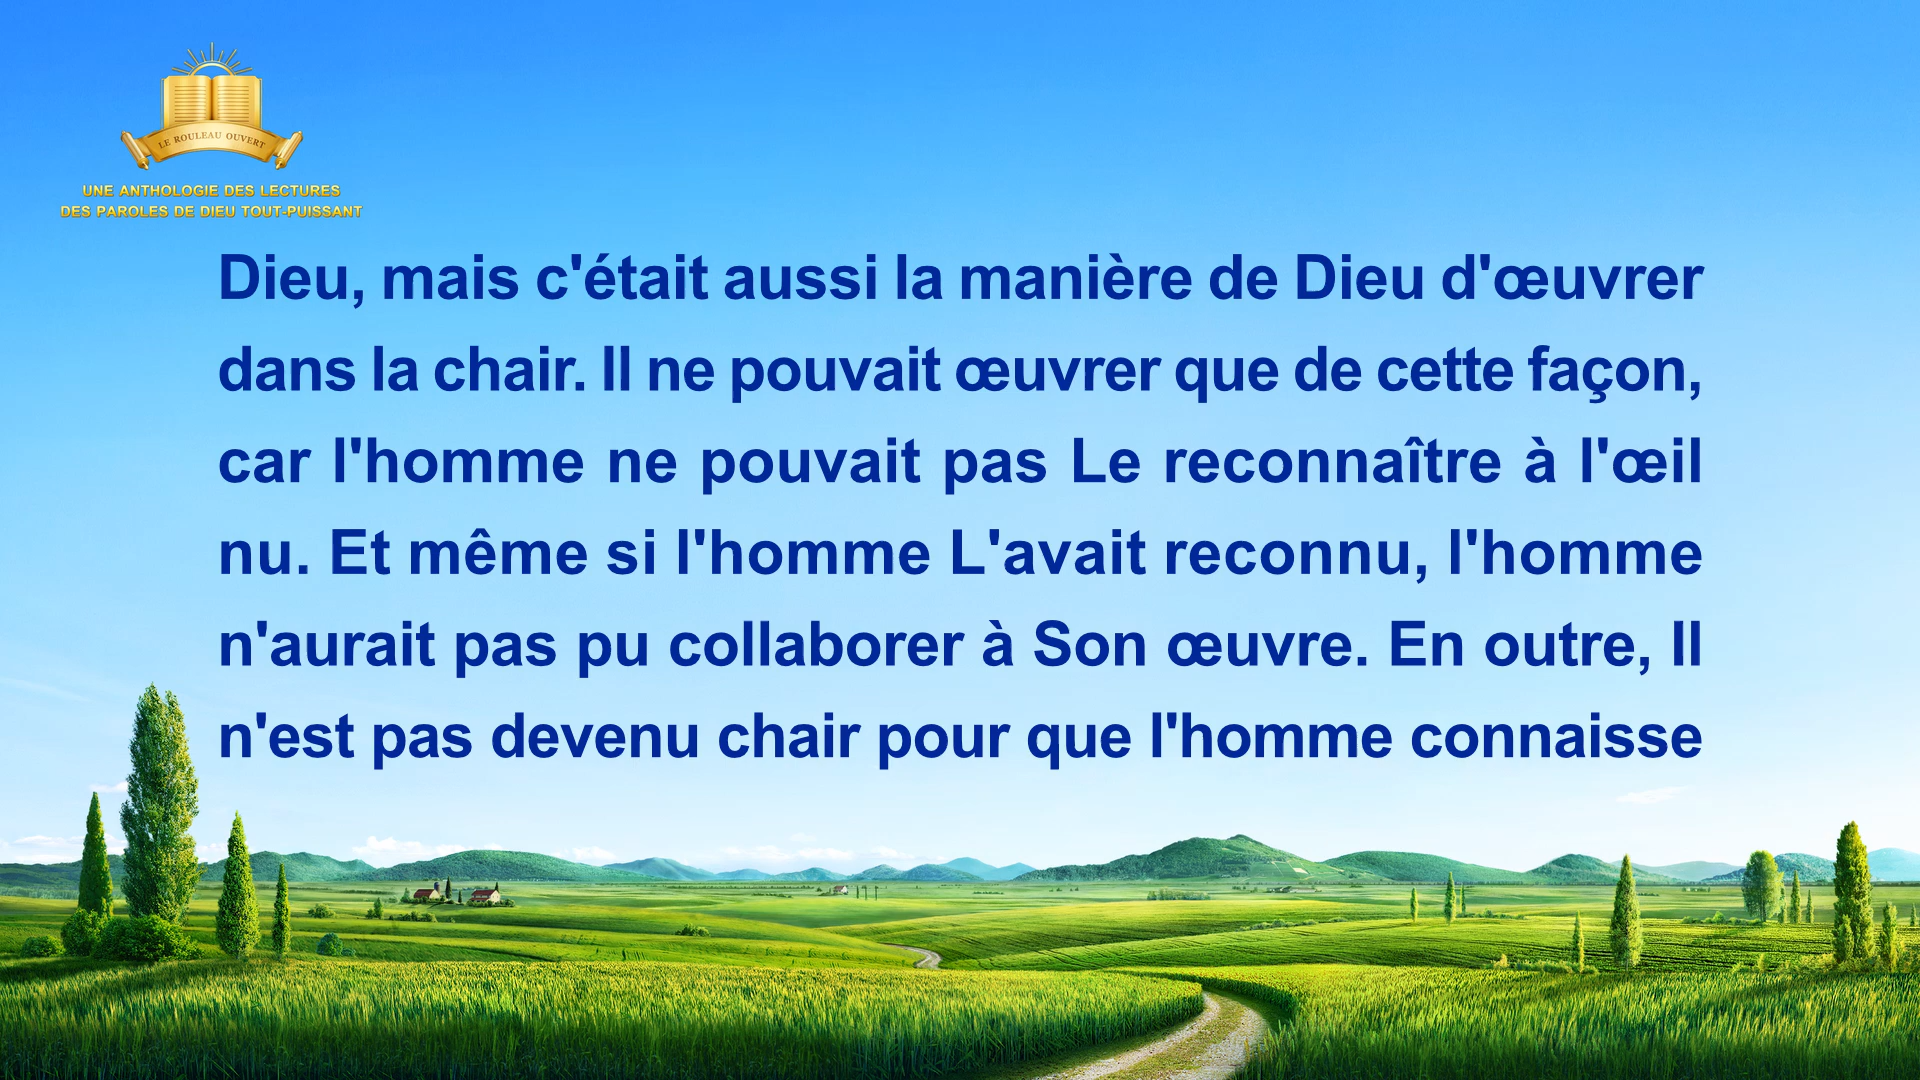 LE ROULEAU OUVERT
UNE ANTHOLOGIE DES LECTURES
DES PAROLES DE DIEU TOUT-PUISSANT
Dieu, mais c'était aussi la manière de Dieu d'œuvrer
dans la chair. Il ne pouvait œuvrer que de cette façon,
car l'homme ne pouvait pas Le reconnaître à l'œil
nu. Et même si l'homme L'avait reconnu, l'homme
n'aurait pas pu collaborer à Son œuvre. En outre, Il
n'est pas devenu chair pour que l'homme connaisse